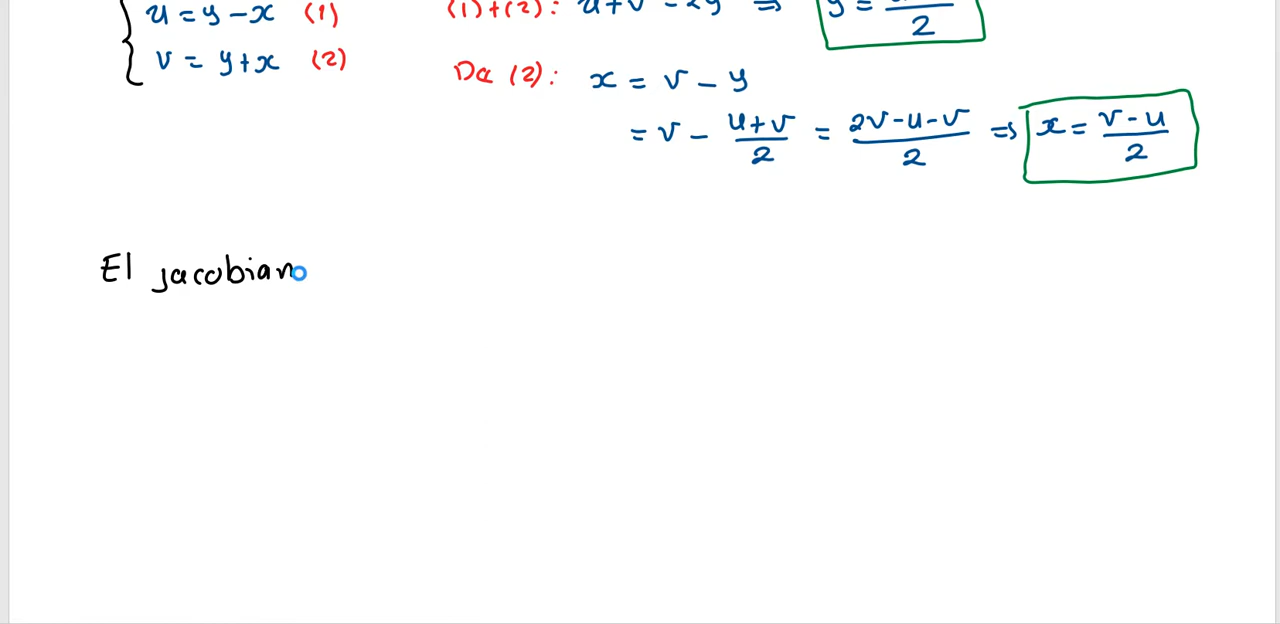 u = y - x (1) (1)+(2): u+v = 2y ⇒ y = /2
v = y+x (2) De (2): x = v - y
= v - (u+v)/2 = (2v-u-v)/2 ⇒ x = (v-u)/2
El jacobiano